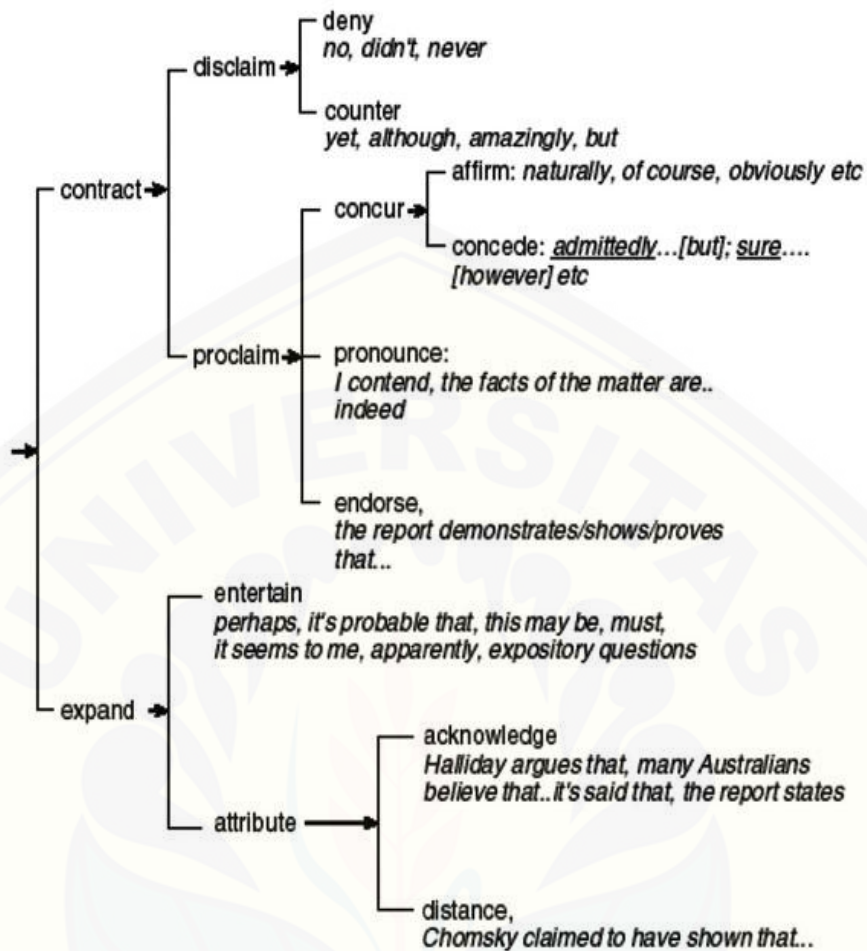 deny
no, didn't, never
disclaim
counter
yet, although, amazingly, but
contract
affirm: naturally, of course, obviously etc
concur
concede: admittedly...[but]; sure....
[however] etc
proclaim
pronounce:
I contend, the facts of the matter are..
indeed
endorse,
the report demonstrates/shows/proves
that...
entertain
perhaps, it's probable that, this may be, must,
it seems to me, apparently, expository questions
expand
acknowledge
Halliday argues that, many Australians
believe that..it's said that, the report states
attribute
distance,
Chomsky claimed to have shown that...
UNIVERSITAS